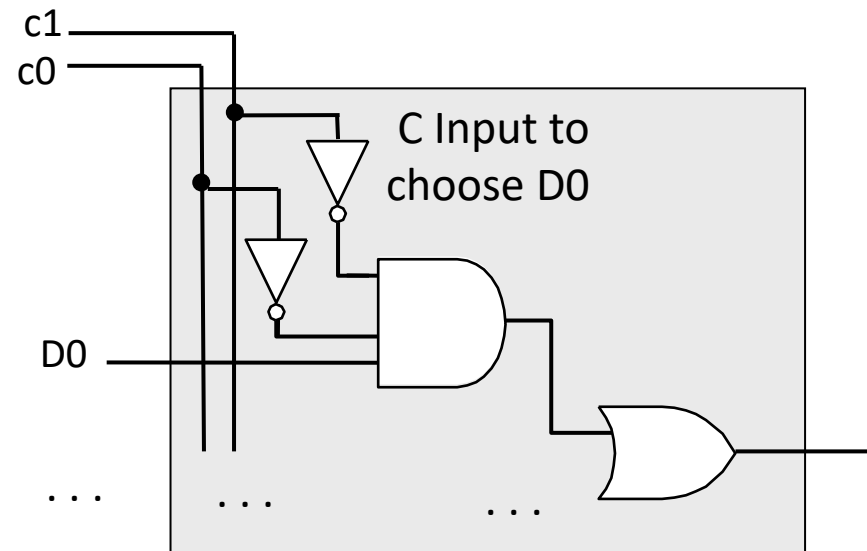 c1
c0
C Input to
choose D0
D0
. . .
. . .
. . .